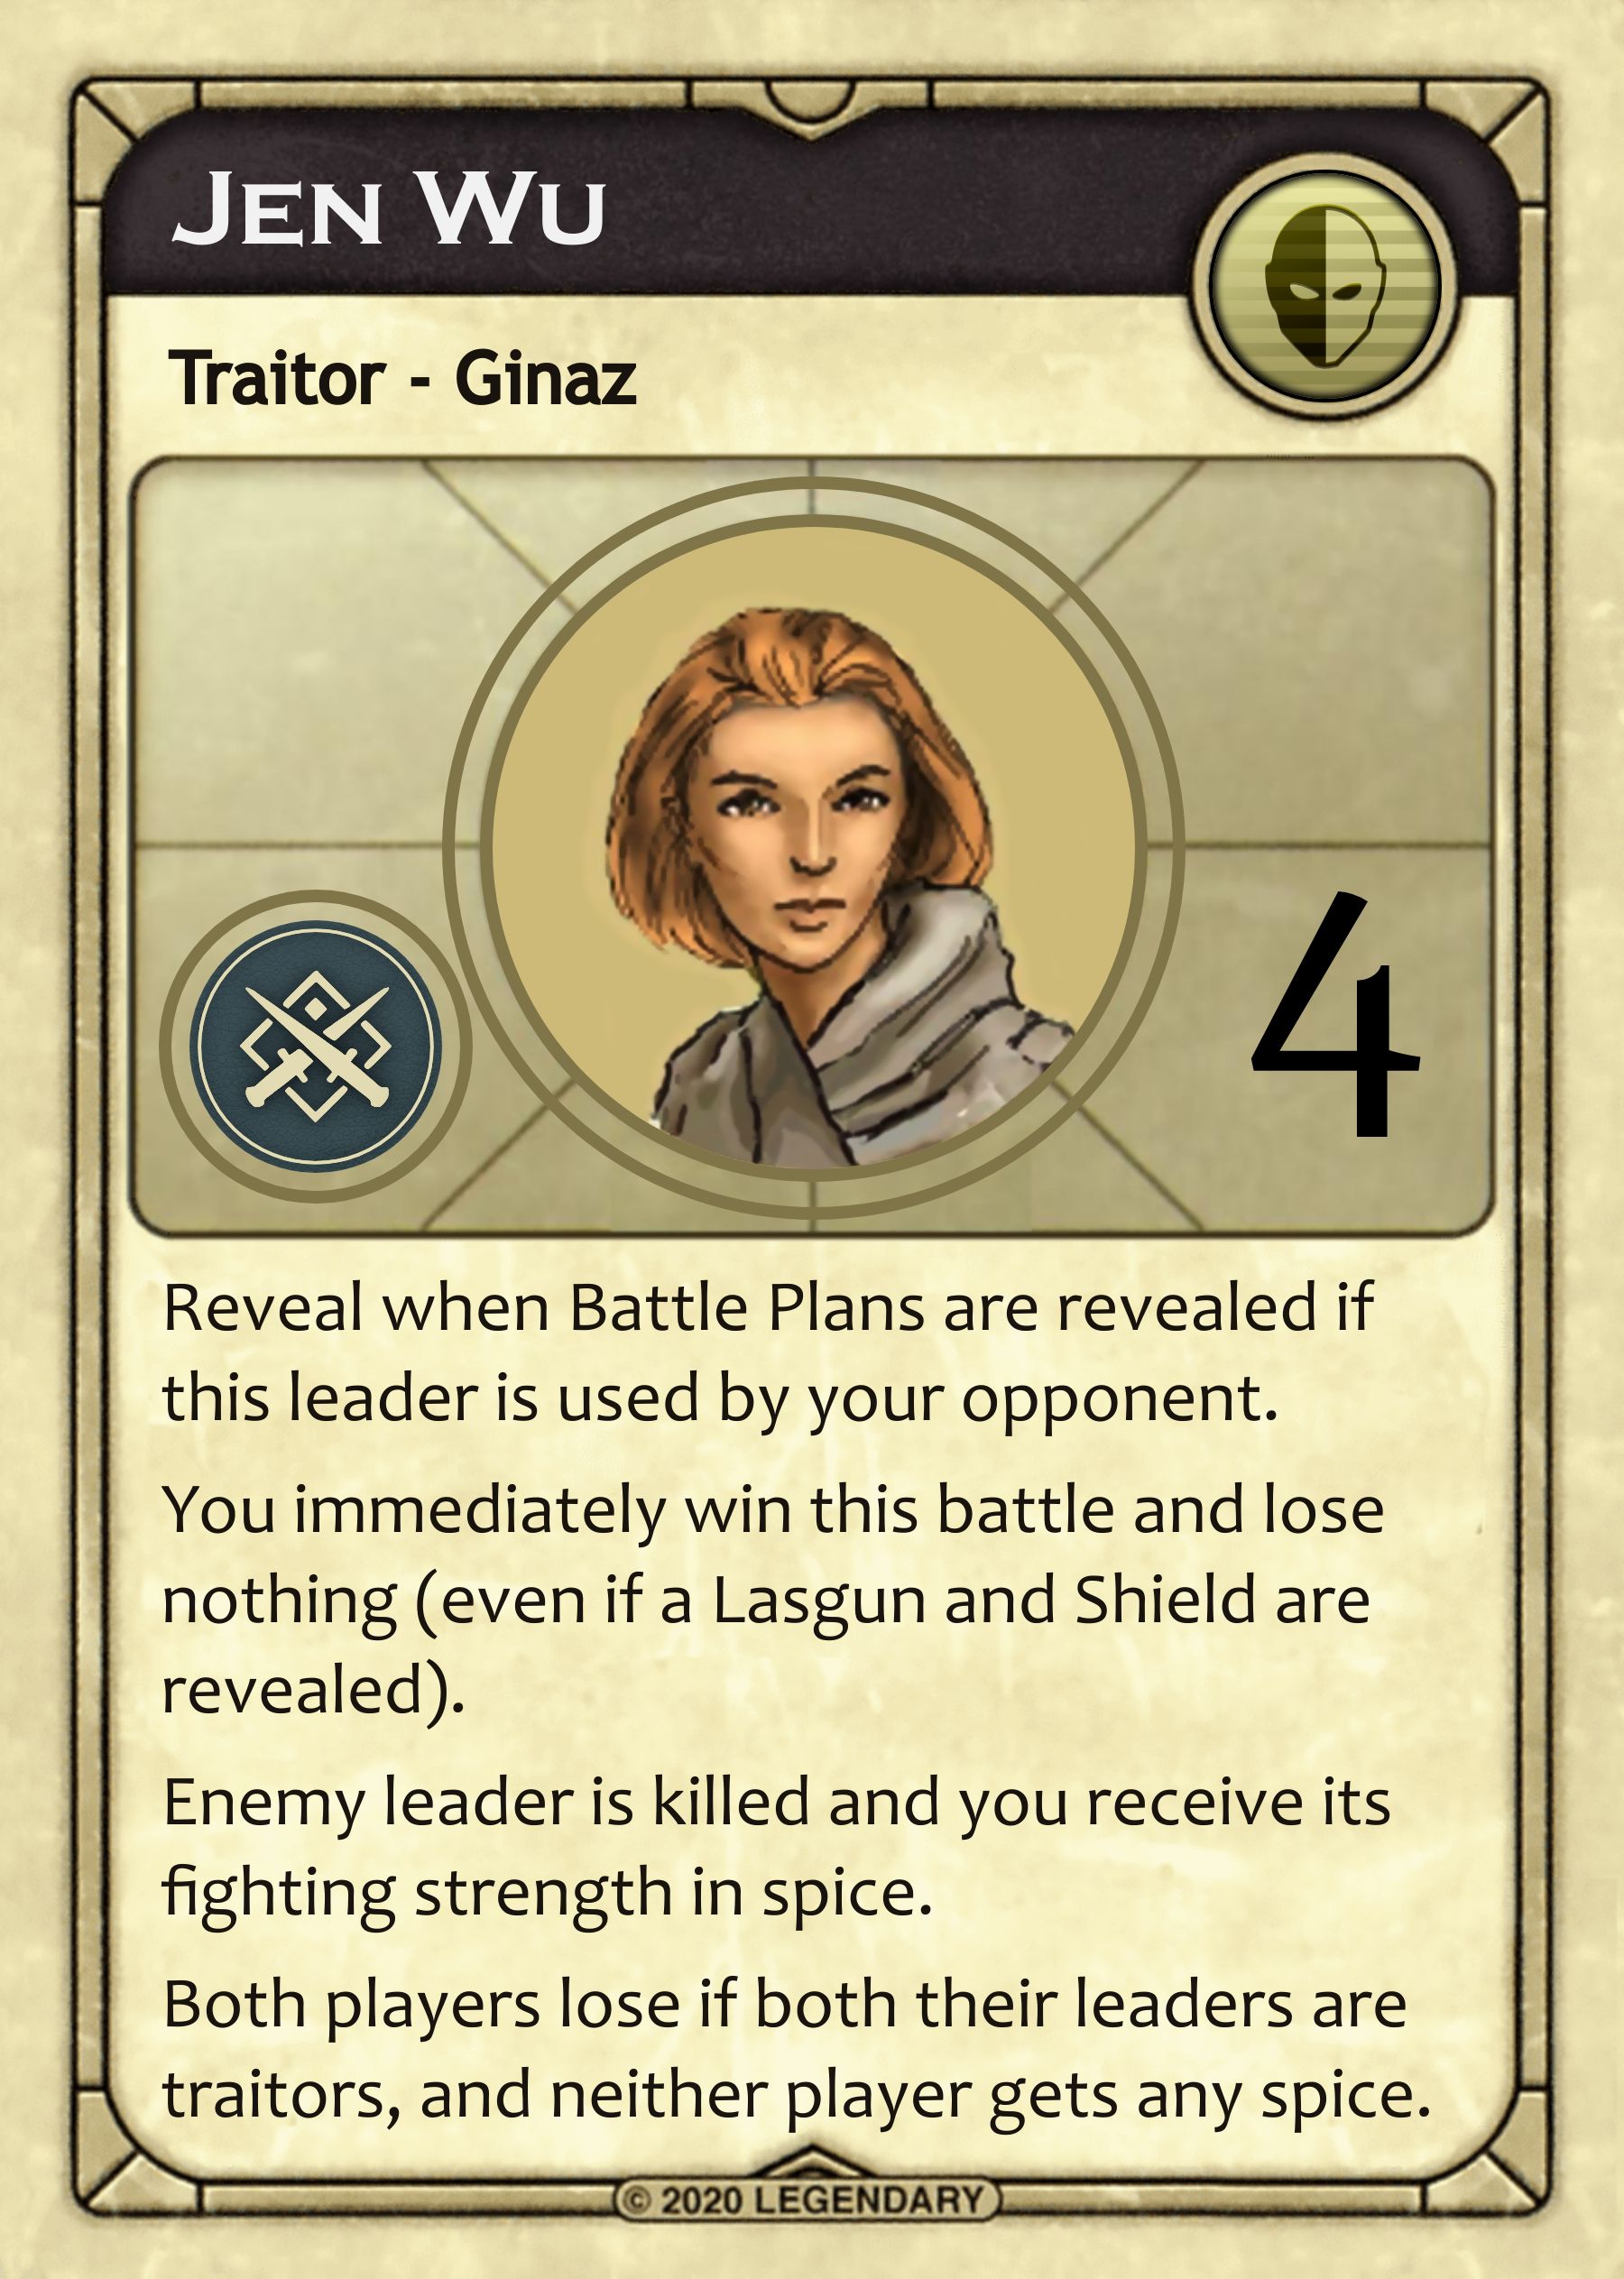 Jen Wu
Traitor - Ginaz
4
Reveal when Battle Plans are revealed if
this leader is used by your opponent.
You immediately win this battle and lose
nothing (even if a Lasgun and Shield are
revealed).
Enemy leader is killed and you receive its
fighting strength in spice.
Both players lose if both their leaders are
traitors, and neither player gets any spice.
© 2020 LEGENDARY